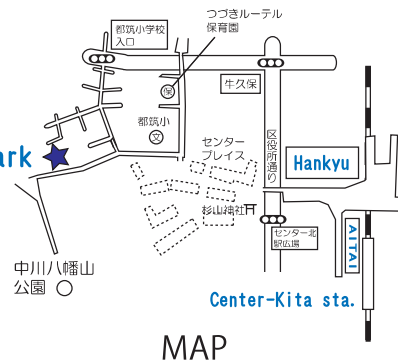 つづきルーテル
保育園
都筑小学校
入口
保
牛久保
都筑小
文
センター
プレイス
区役所通り
ark
Hankyu
杉山神社
センター北
駅広場
AiTAi
中川八幡山
公園
Center-Kita sta.
MAP